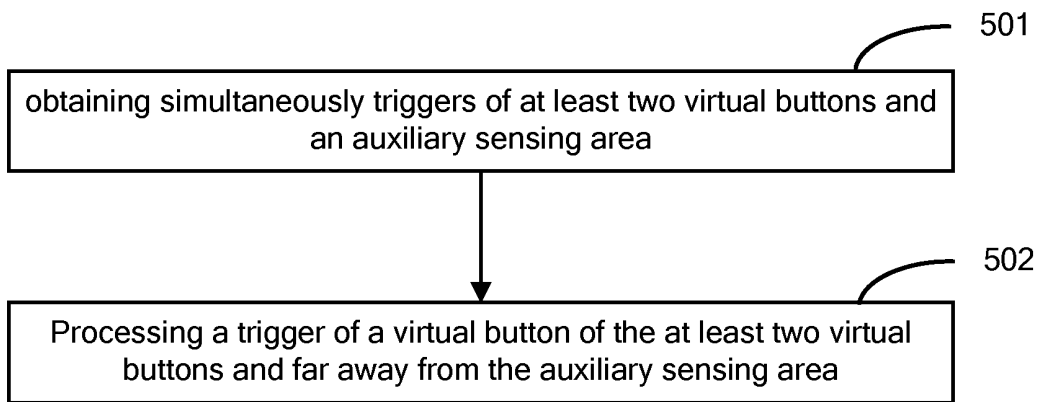 501
obtaining simultaneously triggers of at least two virtual buttons and
an auxiliary sensing area
502
Processing a trigger of a virtual button of the at least two virtual
buttons and far away from the auxiliary sensing area